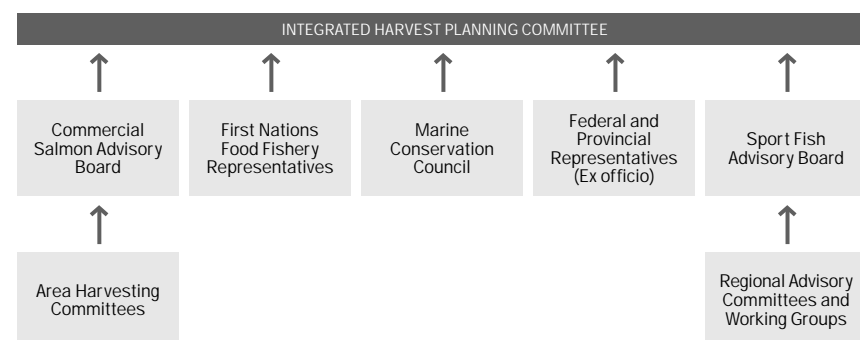 INTEGRATED HARVEST PLANNING COMMITTEE
Commercial
Salmon Advisory
Board
First Nations
Food Fishery
Representatives
Marine
Conservation
Council
Federal and
Provincial
Representatives
(Ex officio)
Sport Fish
Advisory Board
Area Harvesting
Committees
Regional Advisory
Committees and
Working Groups